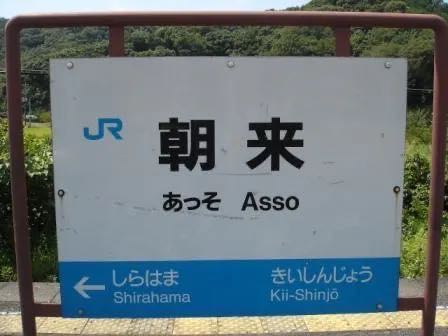 JR
朝来
あっそ Asso
← しらはま きいしんじょう
Shirahama Kii-Shinjō